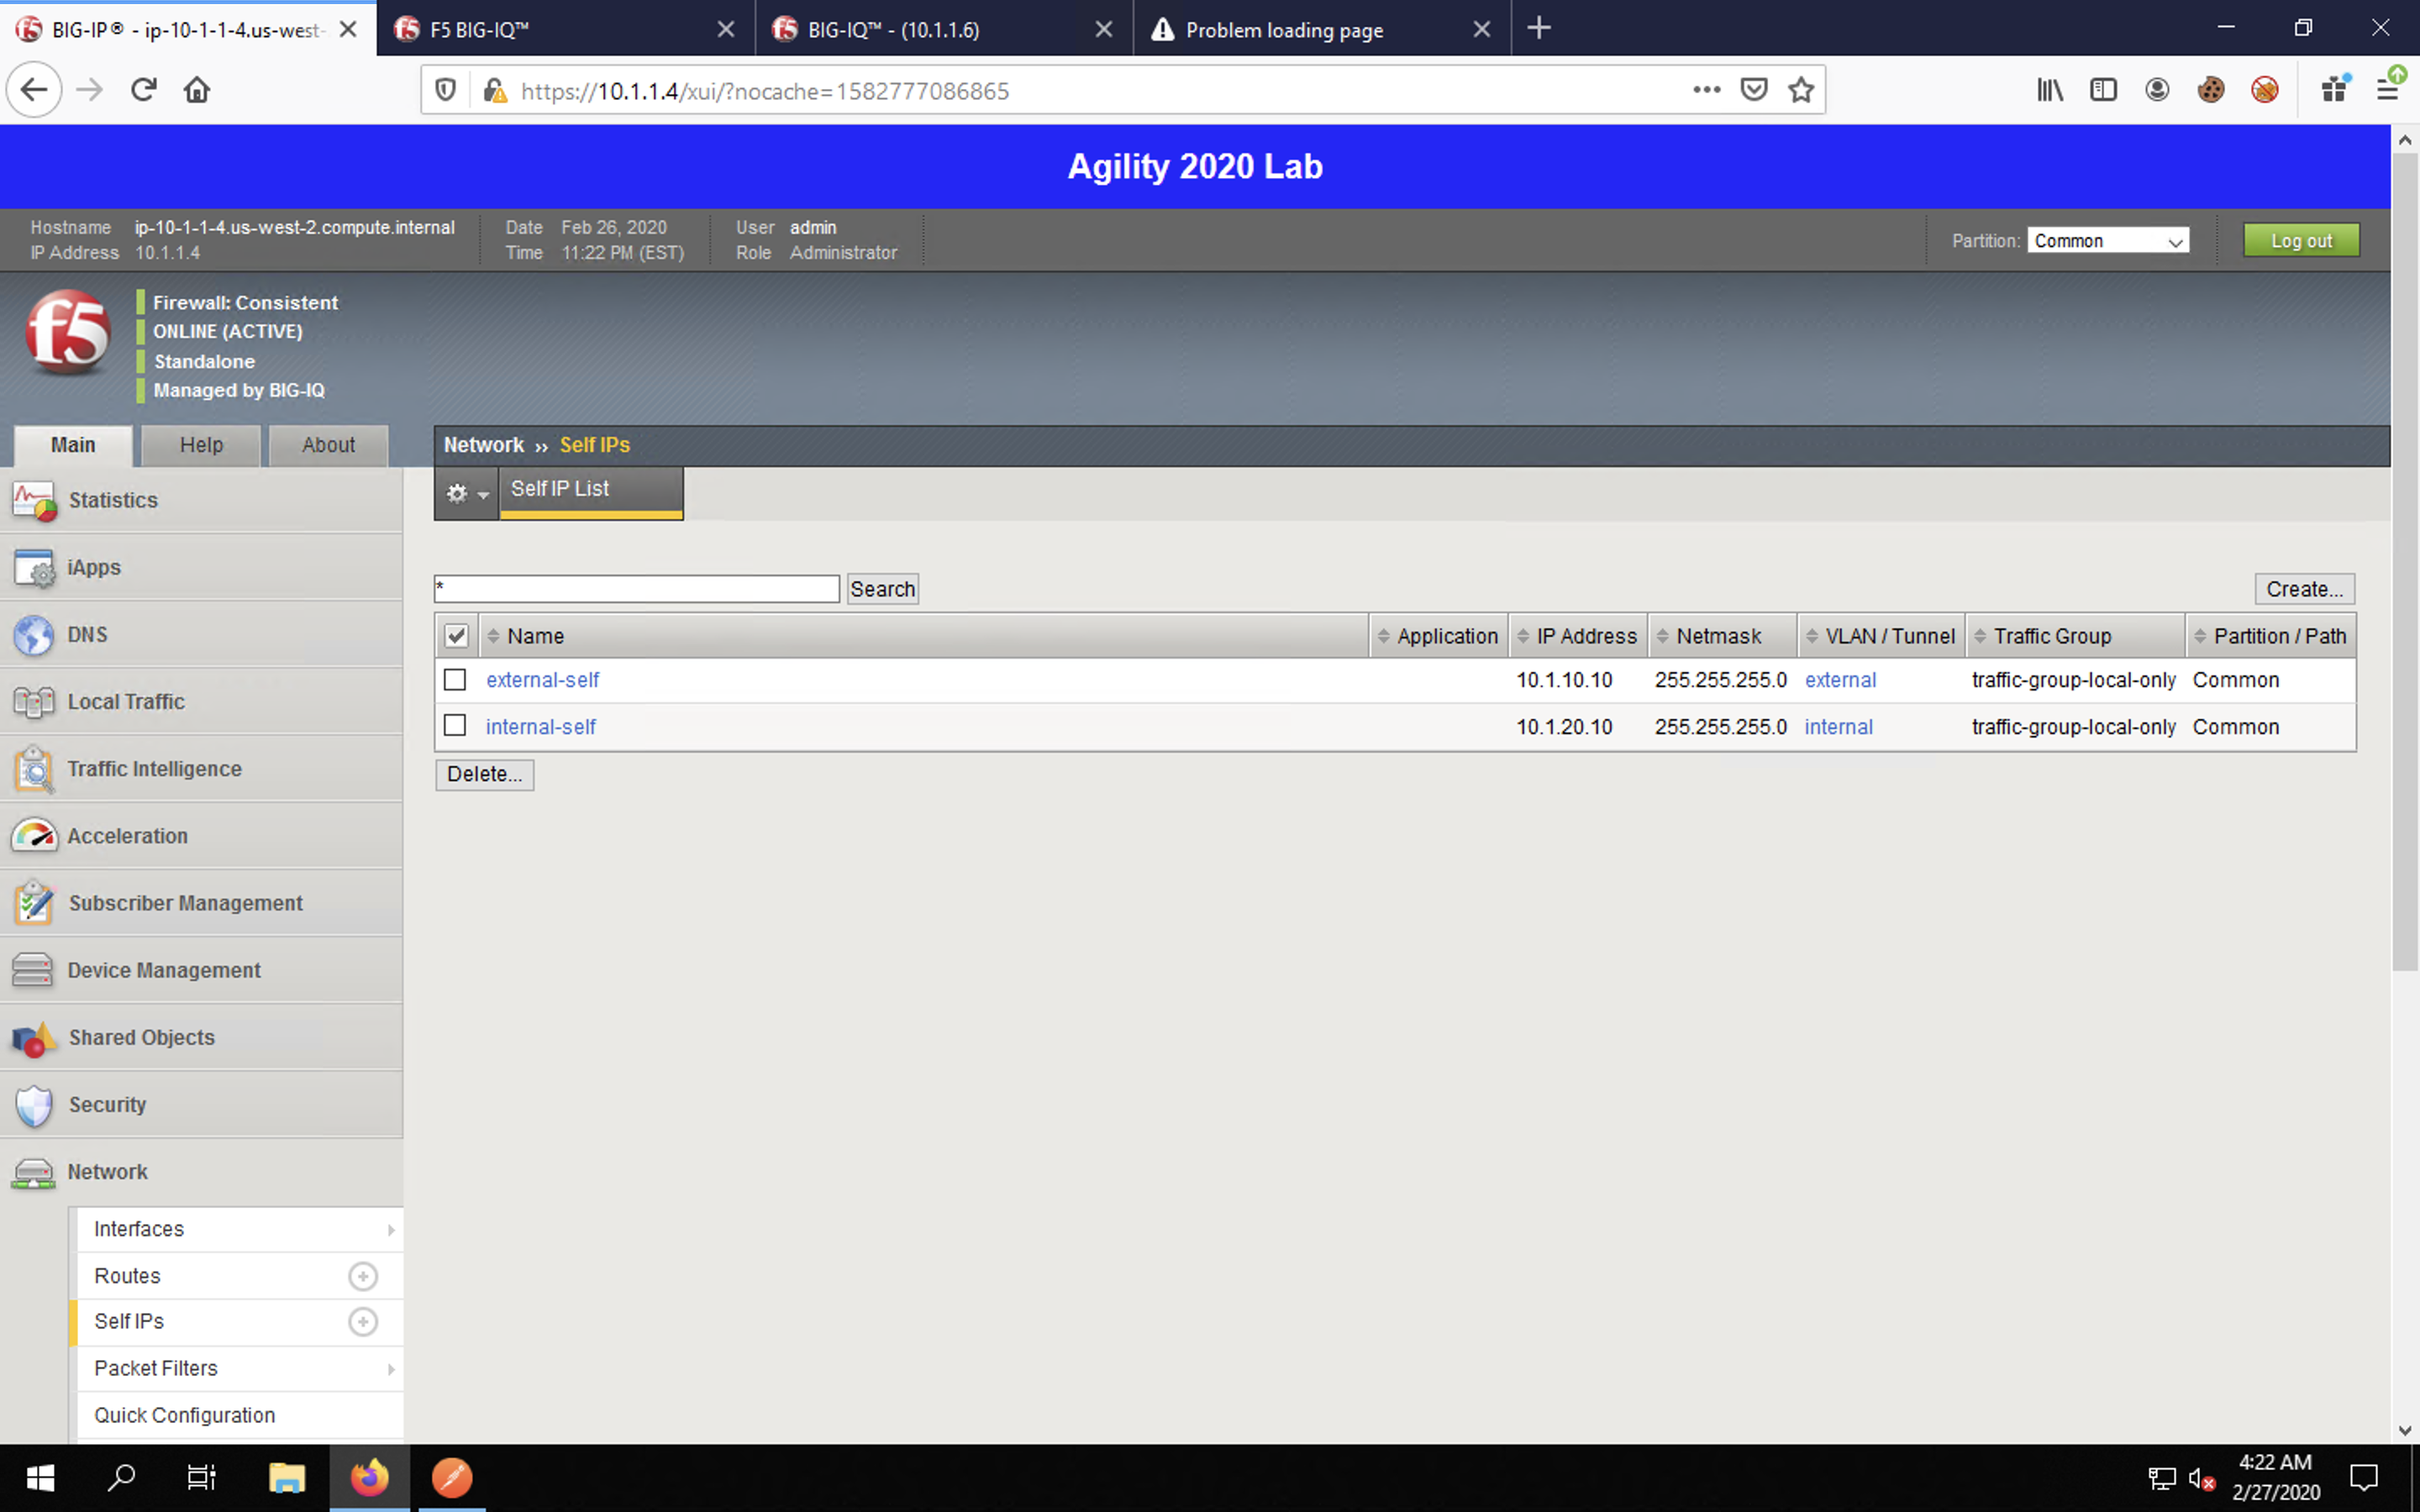 BIG-IP® - ip-10-1-1-4.us-west-
F5 BIG-IQ™
BIG-IQ™ - (10.1.1.6)
Problem loading page
https://10.1.1.4/xui/?nocache=1582777086865
Agility 2020 Lab
Hostname ip-10-1-1-4.us-west-2.compute.internal
IP Address 10.1.1.4
Date Feb 26, 2020
Time 11:22 PM (EST)
User admin
Role Administrator
Partition: Common
Log out
f5
Firewall: Consistent
ONLINE (ACTIVE)
Standalone
Managed by BIG-IQ
Main Help About
Network ›› Self IPs
Self IP List
* Search Create...
Name Application IP Address Netmask VLAN / Tunnel Traffic Group Partition / Path
external-self 10.1.10.10 255.255.255.0 external traffic-group-local-only Common
internal-self 10.1.20.10 255.255.255.0 internal traffic-group-local-only Common
Delete...
Statistics
iApps
DNS
Local Traffic
Traffic Intelligence
Acceleration
Subscriber Management
Device Management
Shared Objects
Security
Network
Interfaces
Routes
Self IPs
Packet Filters
Quick Configuration
4:22 AM
2/27/2020